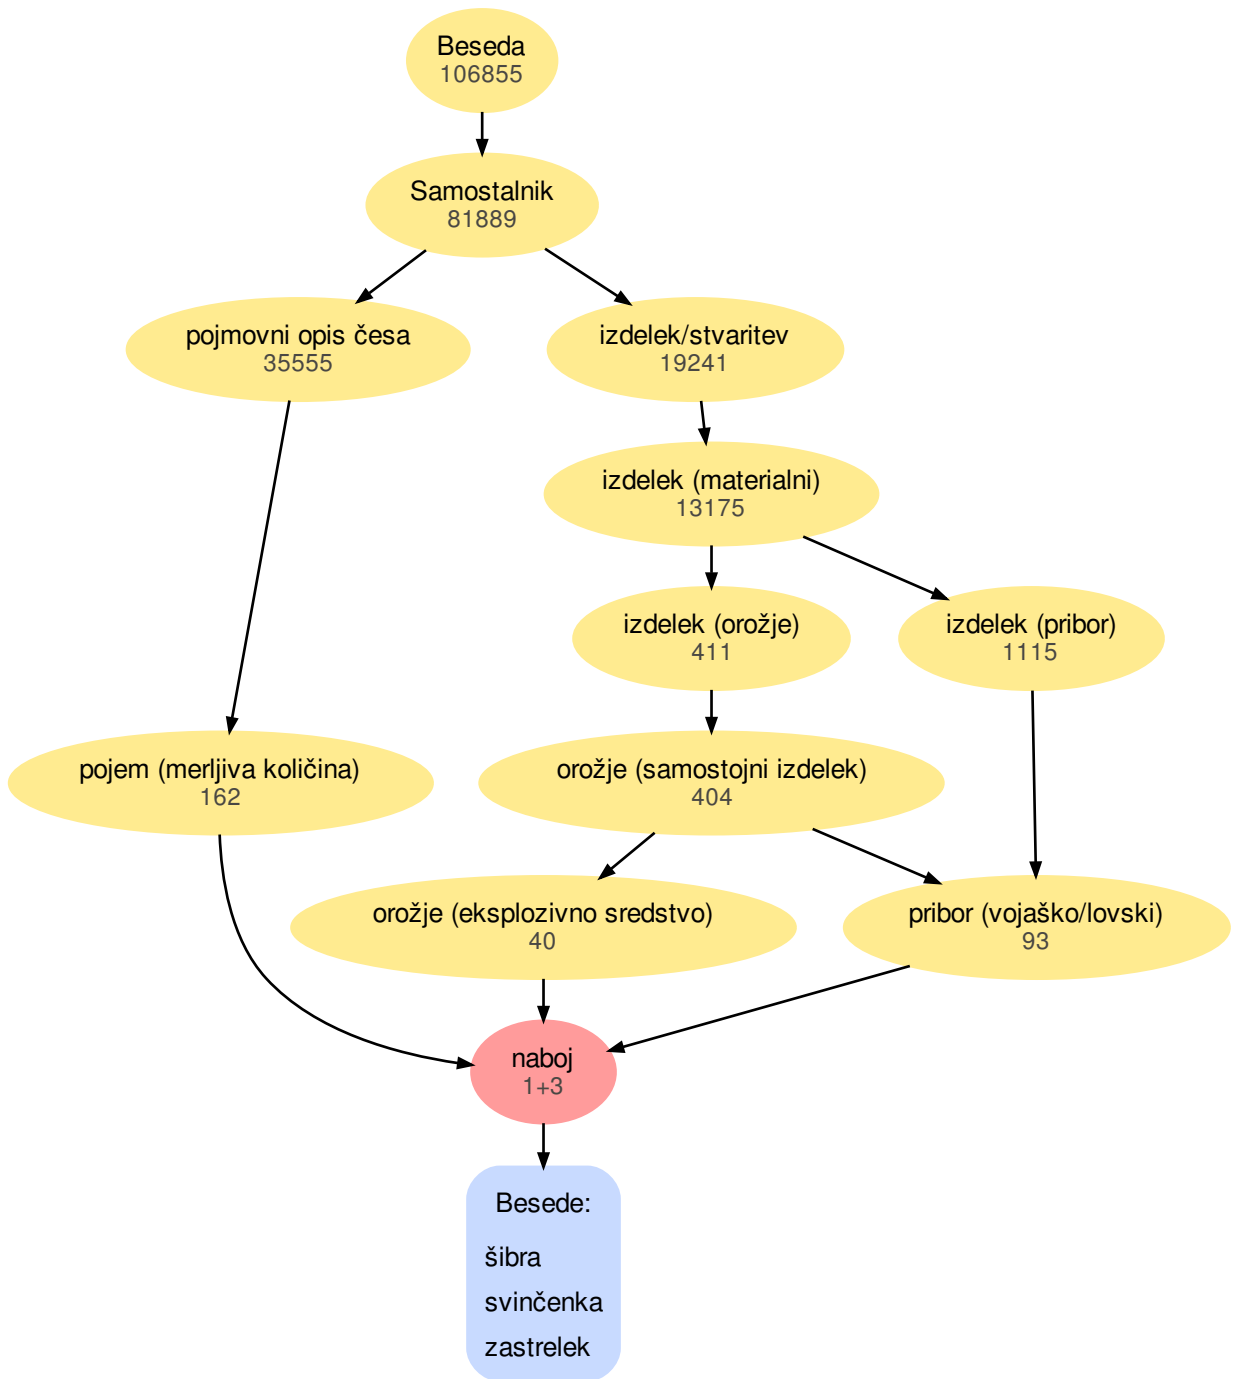 Beseda
106855
Samostalnik
81889
pojmovni opis česa
35555
izdelek/stvaritev
19241
izdelek (materialni)
13175
izdelek (orožje)
411
izdelek (pribor)
1115
pojem (merljiva količina)
162
orožje (samostojni izdelek)
404
orožje (eksplozivno sredstvo)
40
pribor (vojaško/lovski)
93
naboj
1+3
Besede:
šibra
svinčenka
zastrelek